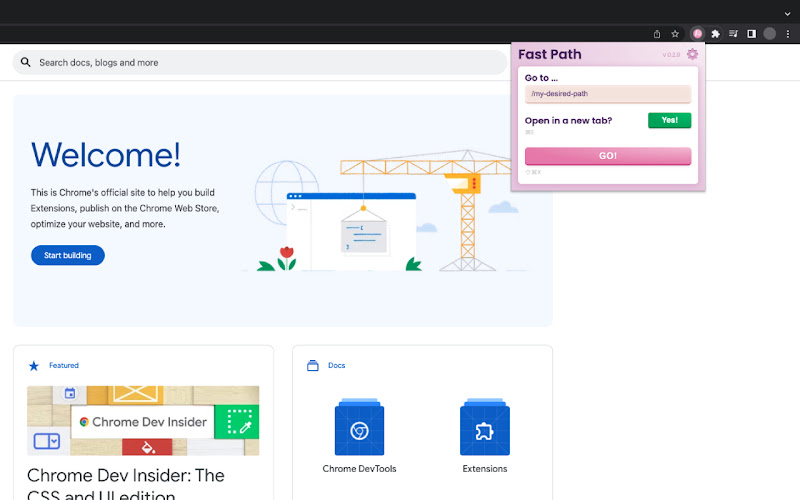 Search docs, blogs and more
Fast Path
v 0.2.0
Go to ...
/my-desired-path
Open in a new tab?
Yes!
GO!
Welcome!
This is Chrome's official site to help you build
Extensions, publish on the Chrome Web Store,
optimize your website, and more.
Start building
Featured
Chrome Dev Insider
Chrome Dev Insider: The
CSS and UI edition
Docs
Chrome DevTools
Extensions